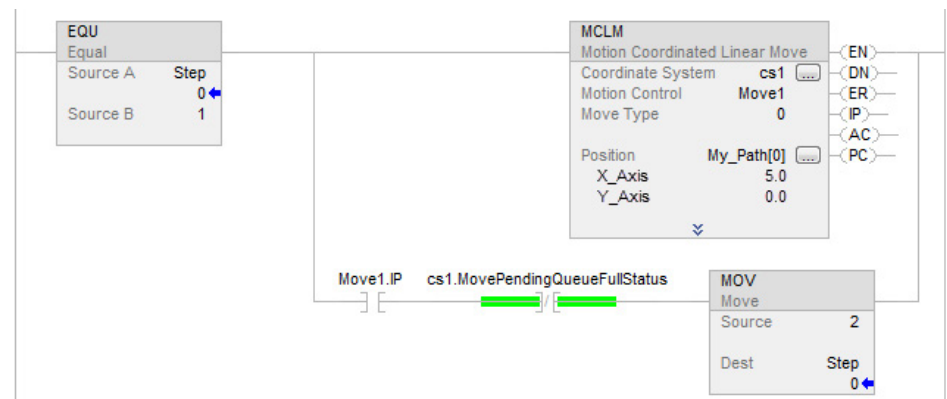 EQU
Equal
Source A Step
0
Source B 1
MCLM
Motion Coordinated Linear Move
Coordinate System cs1 ...
Motion Control Move1
Move Type 0
Position My_Path[0] ...
X_Axis 5.0
Y_Axis 0.0
EN
DN
ER
IP
AC
PC
Move1.IP cs1.MovePendingQueueFullStatus
MOV
Move
Source 2
Dest Step
0